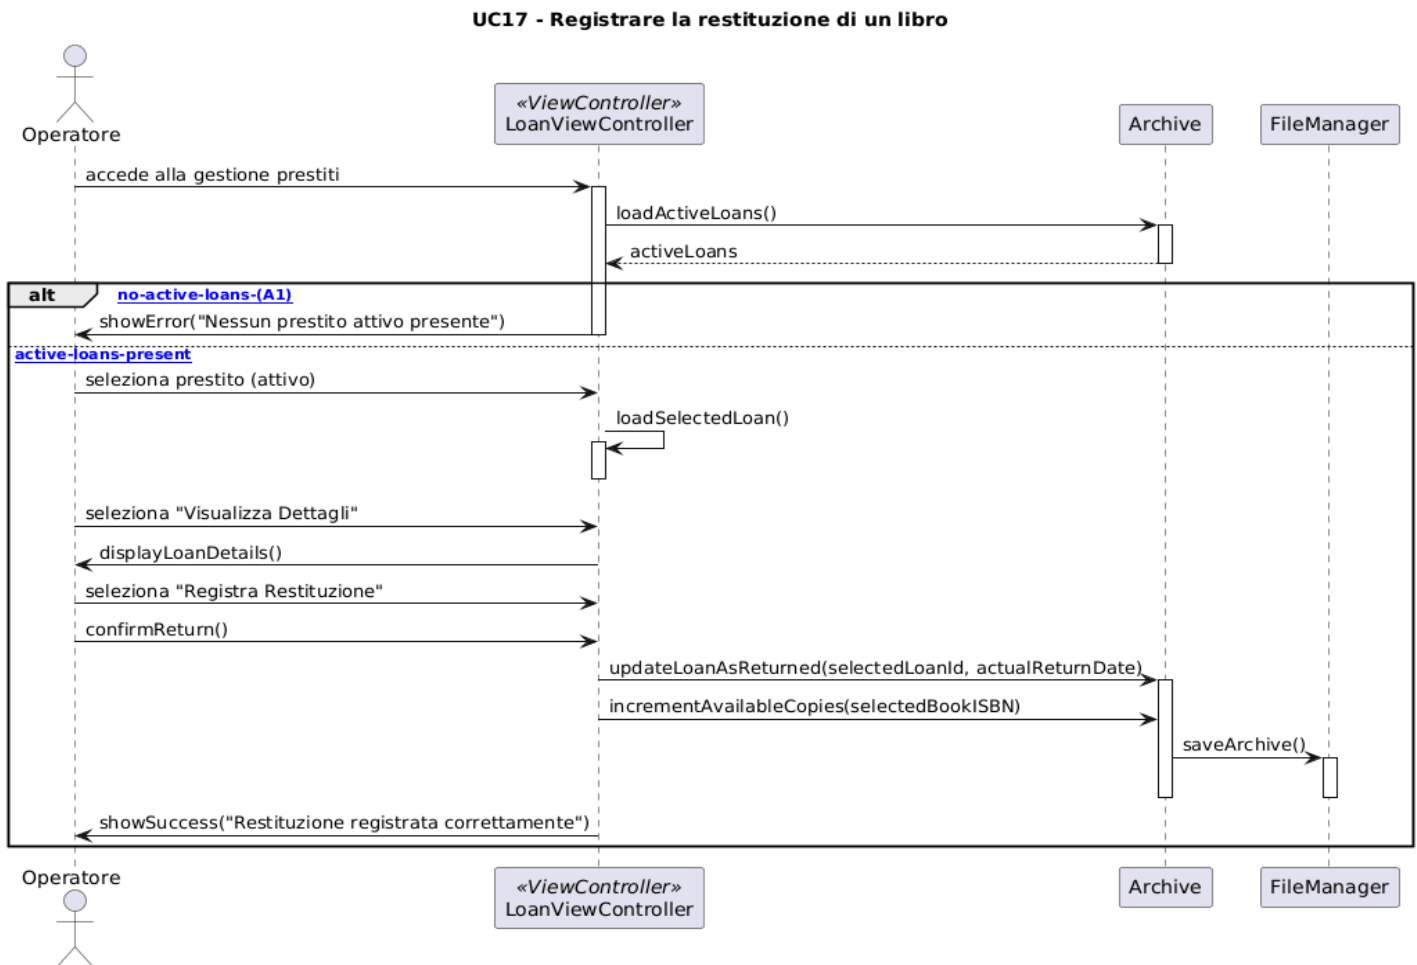 UC17 - Registrare la restituzione di un libro
Operatore
«ViewController»
LoanViewController
Archive
FileManager
accede alla gestione prestiti
loadActiveLoans()
activeLoans
alt
no-active-loans-(A1)
showError("Nessun prestito attivo presente")
active-loans-present
seleziona prestito (attivo)
loadSelectedLoan()
seleziona "Visualizza Dettagli"
displayLoanDetails()
seleziona "Registra Restituzione"
confirmReturn()
updateLoanAsReturned(selectedLoanId, actualReturnDate)
incrementAvailableCopies(selectedBookISBN)
saveArchive()
showSuccess("Restituzione registrata correttamente")
Operatore
«ViewController»
LoanViewController
Archive
FileManager